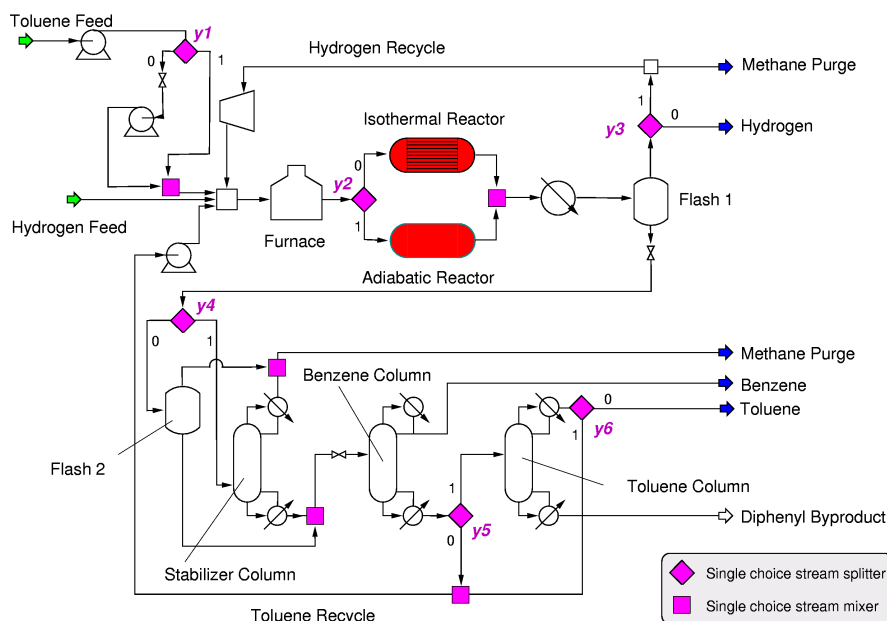 Toluene Feed
y1
0
1
Hydrogen Recycle
Methane Purge
1
0
y3
Hydrogen
Isothermal Reactor
0
y2
1
Flash 1
Hydrogen Feed
Furnace
Adiabatic Reactor
y4
0
1
Methane Purge
Benzene Column
Benzene
0
Toluene
1
y6
Flash 2
1
Toluene Column
y5
0
Diphenyl Byproduct
Stabilizer Column
Single choice stream splitter
Toluene Recycle
Single choice stream mixer